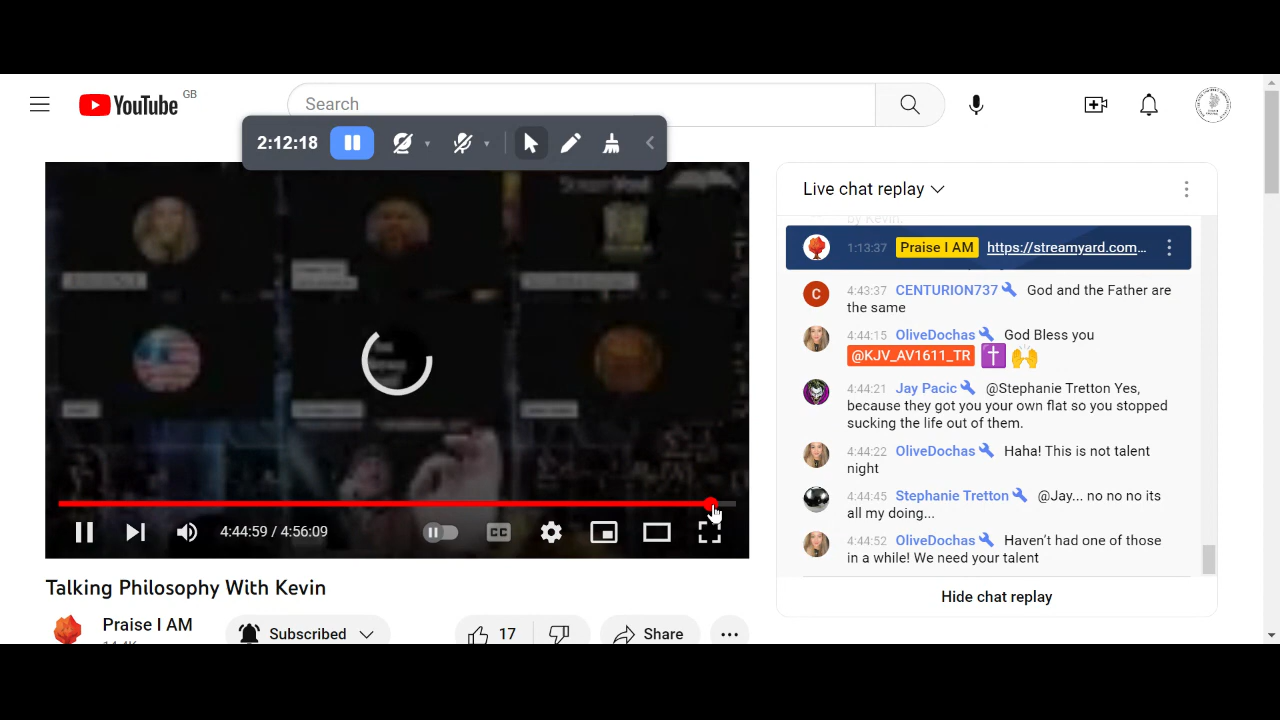 YouTube GB
Search
2:12:18
StreamYard
Live chat replay
by Kevin.
1:13:37 Praise I AM https://streamyard.com...
C
4:43:37 CENTURION737 God and the Father are
the same
4:44:15 OliveDochas God Bless you
@KJV_AV1611_TR
4:44:21 Jay Pacic @Stephanie Tretton Yes,
because they got you your own flat so you stopped
sucking the life out of them.
4:44:22 OliveDochas Haha! This is not talent
night
4:44:45 Stephanie Tretton @Jay... no no no its
all my doing...
4:44:52 OliveDochas Haven't had one of those
in a while! We need your talent
Hide chat replay
4:44:59 / 4:56:09
CC
Talking Philosophy With Kevin
Praise I AM
Subscribed
17
Share